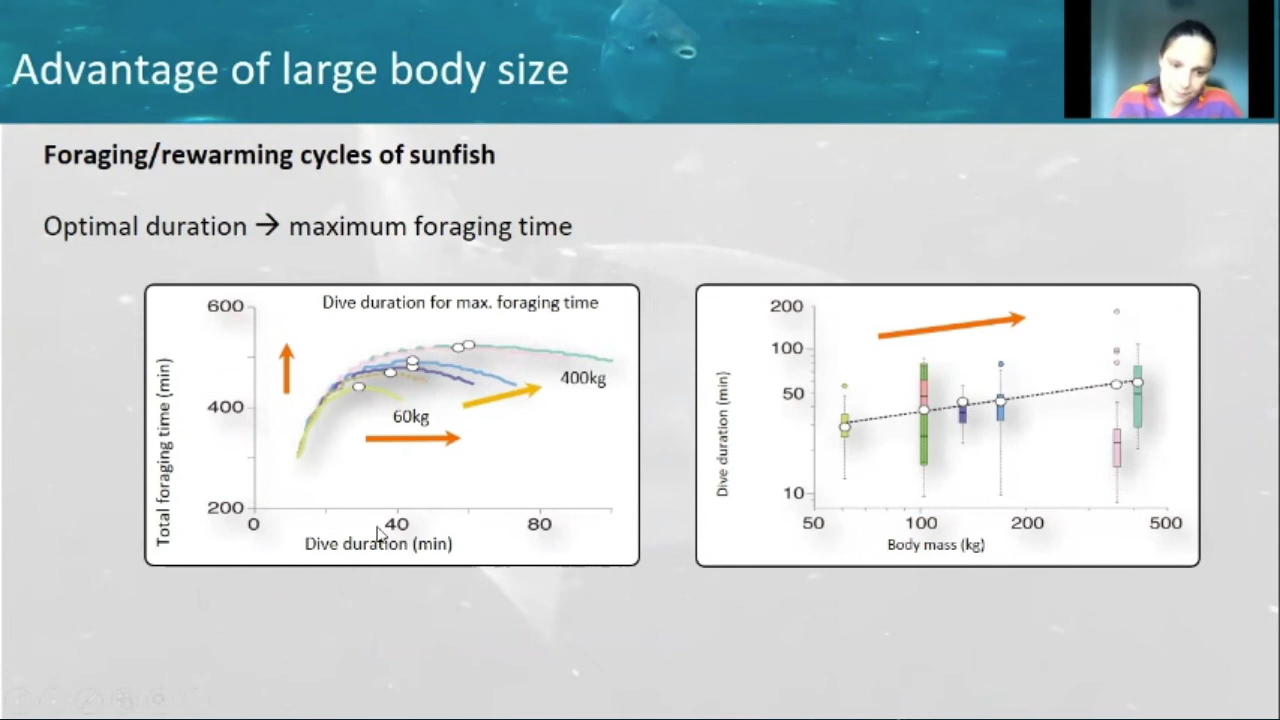 Advantage of large body size
Foraging/rewarming cycles of sunfish
Optimal duration → maximum foraging time
Dive duration for max. foraging time
600
400
200
Total foraging time (min)
400kg
60kg
0 40 80
Dive duration (min)
200
100
50
10
Dive duration (min)
50 100 200 500
Body mass (kg)